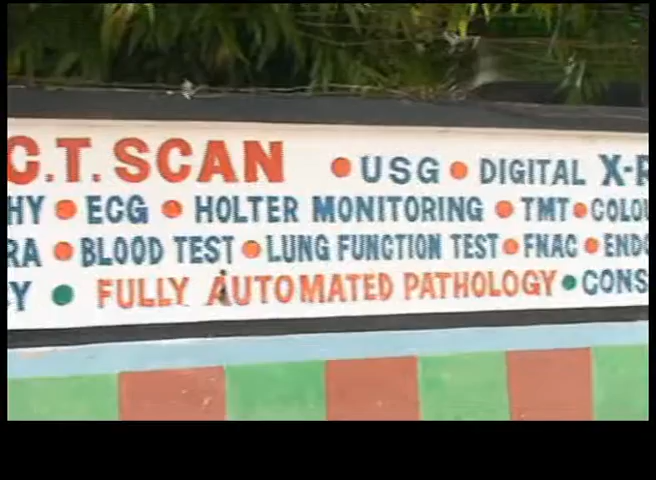 C.T. SCAN • USG • DIGITAL X-R
HY • ECG • HOLTER MONITORING • TMT • COLOU
RA • BLOOD TEST • LUNG FUNCTION TEST • FNAC • ENDO
Y • FULLY AUTOMATED PATHOLOGY • CONS